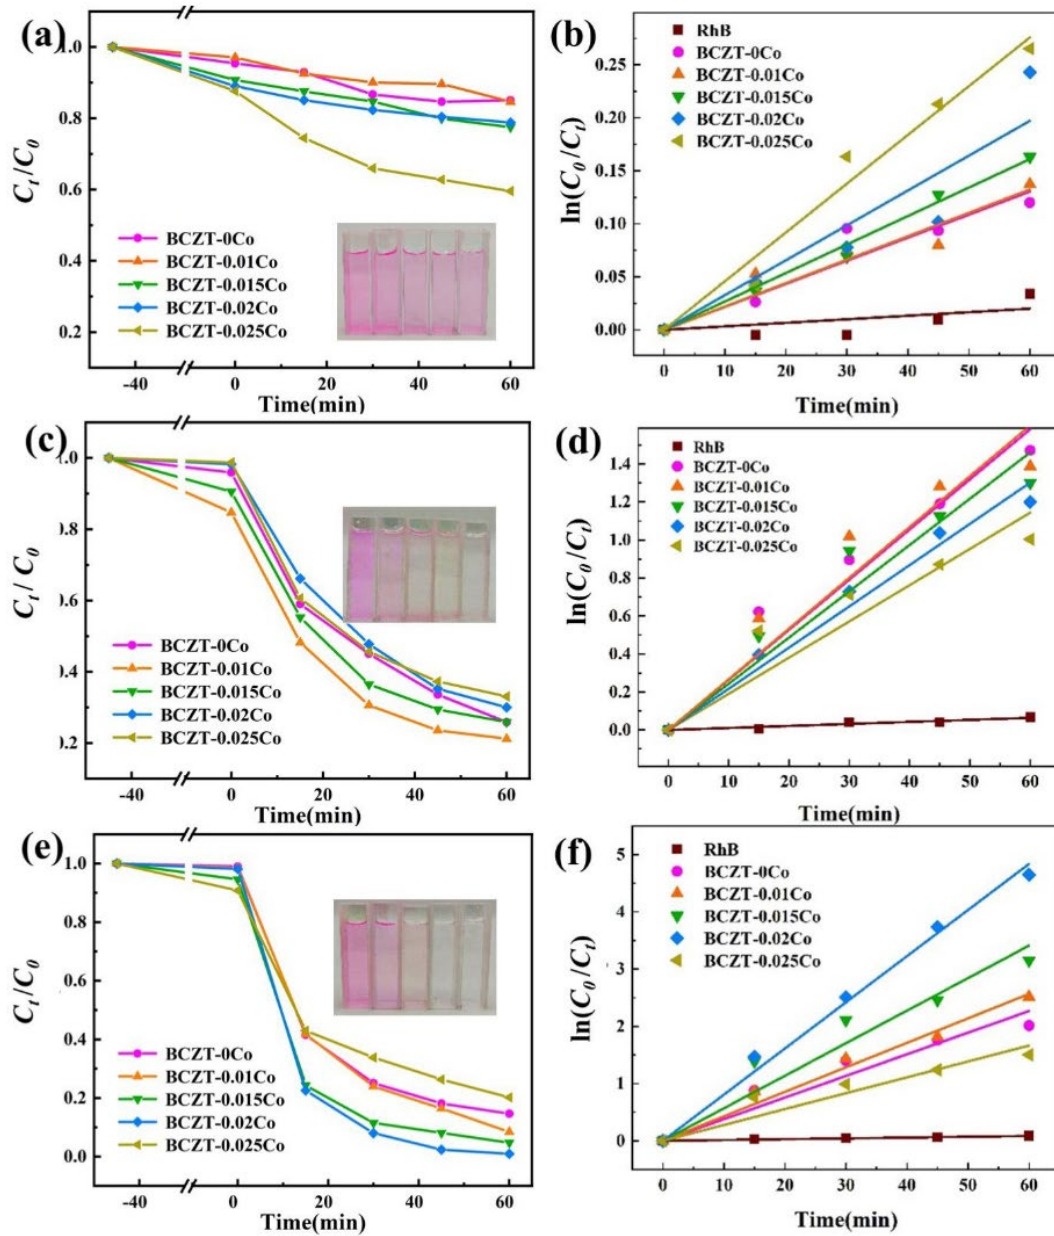 (a)
1.0
0.8
0.6
0.4
0.2
Ct/C0
BCZT-0Co
BCZT-0.01Co
BCZT-0.015Co
BCZT-0.02Co
BCZT-0.025Co
-40 0 20 40 60
Time(min)
(b)
0.25
0.20
0.15
0.10
0.05
0.00
ln(C0/Ct)
RhB
BCZT-0Co
BCZT-0.01Co
BCZT-0.015Co
BCZT-0.02Co
BCZT-0.025Co
0 10 20 30 40 50 60
Time(min)
(c)
1.0
1.8
1.6
1.4
1.2
Ct/ C0
BCZT-0Co
BCZT-0.01Co
BCZT-0.015Co
BCZT-0.02Co
BCZT-0.025Co
-40 0 20 40 60
Time(min)
(d)
1.4
1.2
1.0
0.8
0.6
0.4
0.2
0.0
ln(C0/Ct)
RhB
BCZT-0Co
BCZT-0.01Co
BCZT-0.015Co
BCZT-0.02Co
BCZT-0.025Co
0 10 20 30 40 50 60
Time(min)
(e)
1.0
0.8
0.6
0.4
0.2
0.0
Ct/C0
BCZT-0Co
BCZT-0.01Co
BCZT-0.015Co
BCZT-0.02Co
BCZT-0.025Co
-40 0 20 40 60
Time(min)
(f)
5
4
3
2
1
0
ln(C0/Ct)
RhB
BCZT-0Co
BCZT-0.01Co
BCZT-0.015Co
BCZT-0.02Co
BCZT-0.025Co
0 10 20 30 40 50 60
Time(min)